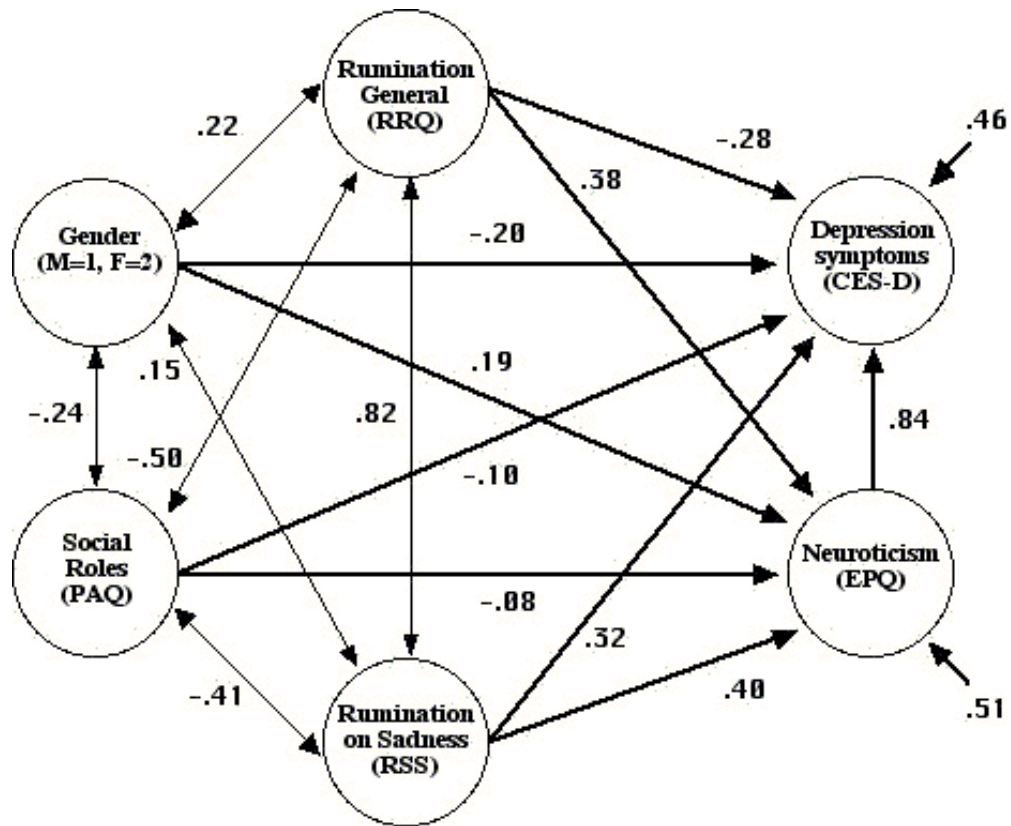 Rumination
General
(RRQ)
.22
-.28
.46
.38
Gender
(M=1, F=2)
-.20
Depression
symptoms
(CES-D)
.15
.19
-.24
.82
.84
-.50
-.10
Social
Roles
(PAQ)
Neuroticism
(EPQ)
-.08
.32
-.41
.40
.51
Rumination
on Sadness
(RSS)